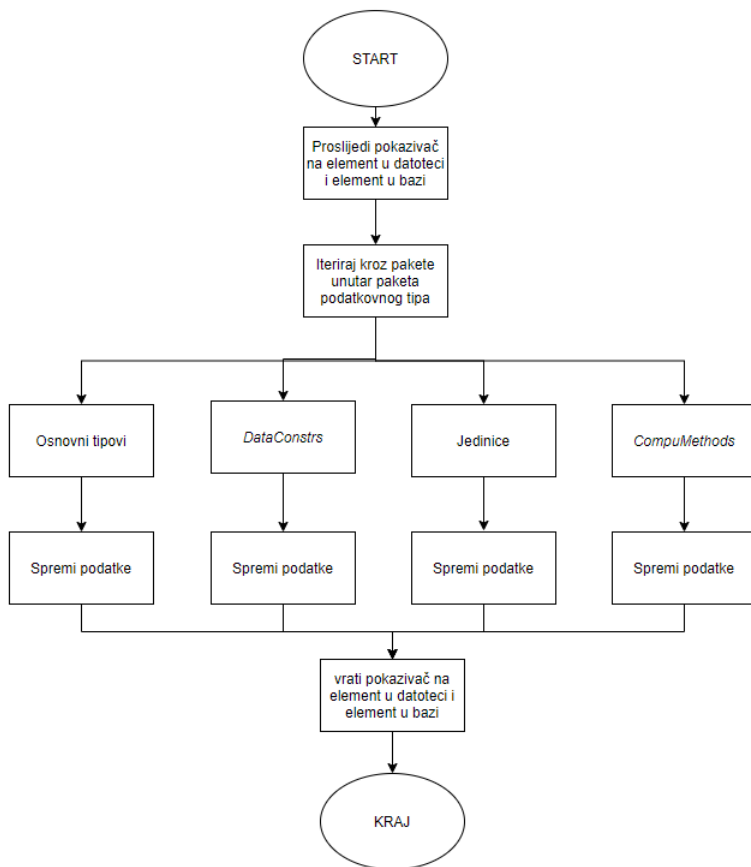 START
Proslijedi pokazivač
na element u datoteci
i element u bazi
Iteriraj kroz pakete
unutar paketa
podatkovnog tipa
Osnovni tipovi
DataConstrs
Jedinice
CompuMethods
Spremi podatke
Spremi podatke
Spremi podatke
Spremi podatke
vrati pokazivač na
element u datoteci i
element u bazi
KRAJ